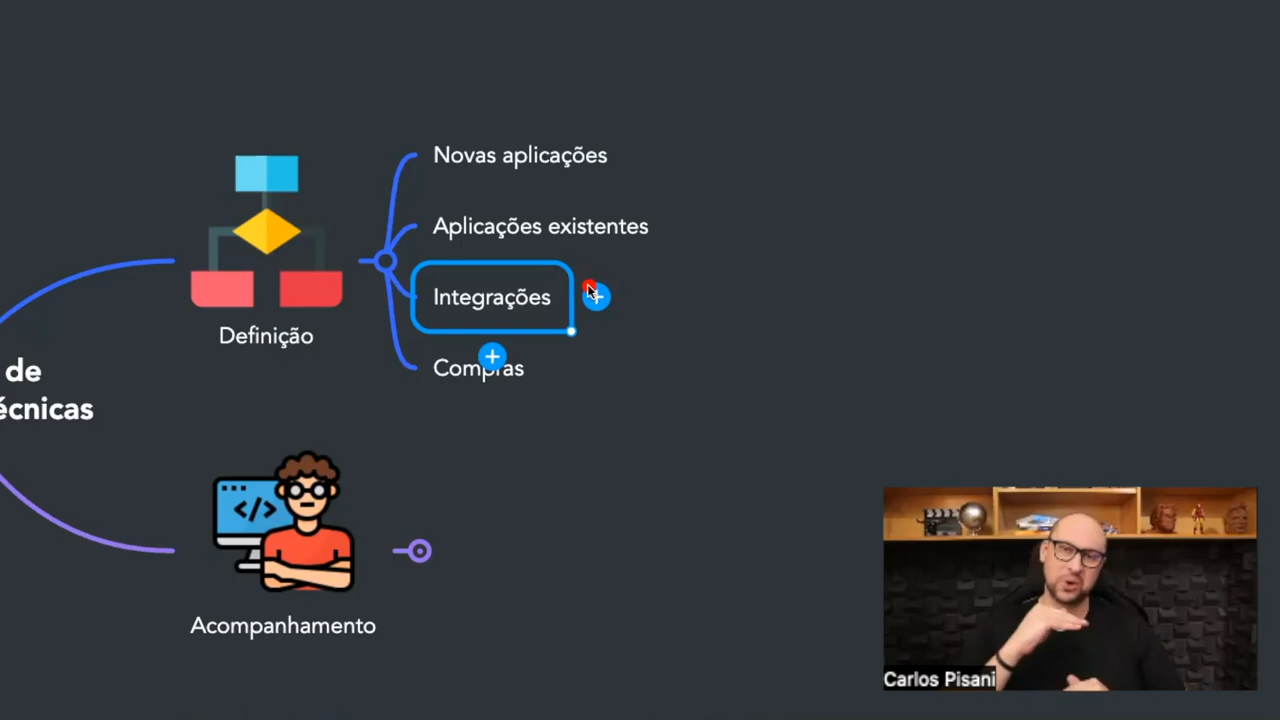 Novas aplicações
Aplicações existentes
Integrações
Definição
Compras
de
écnicas
</>
Acompanhamento
Carlos Pisani